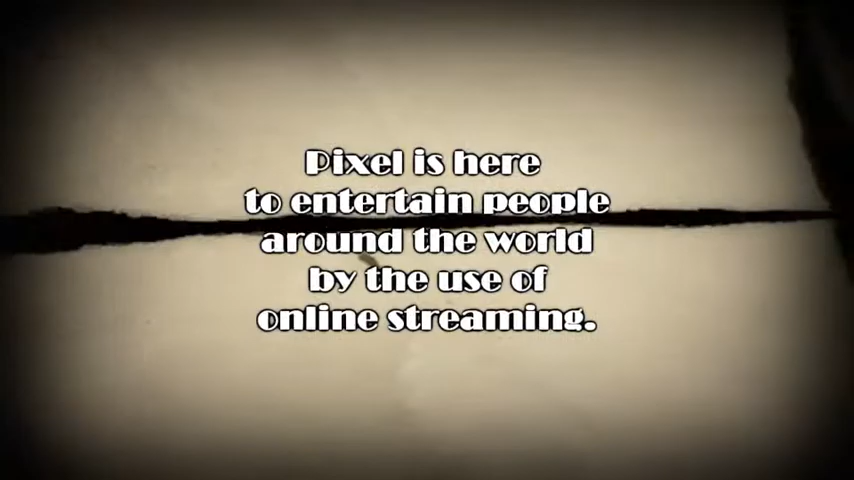 Pixel is here
to entertain people
around the world
by the use of
online streaming.